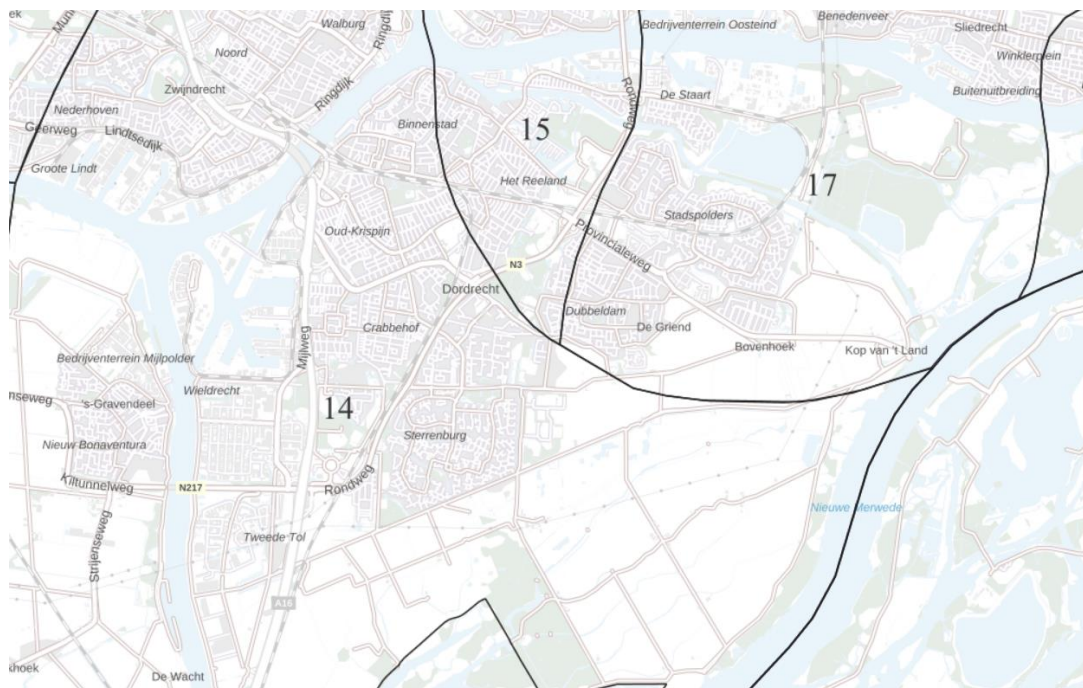 Walburg
Benedenveer
Bedrijventerrein Oosteind
Sliedrecht
Noord
Ringdijk
Winklerplein
Zwijndrecht
Ringdijk
De Staart
Buitenuitbreiding
Nederhoven
Rondweg
Geerweg
Lindtsedijk
Binnenstad
15
Groote Lindt
Het Reeland
17
Stadspolders
Oud-Krispijn
Provincialeweg
N3
Dordrecht
Dubbeldam
Crabbehof
De Griend
Mijlweg
Bovenhoek
Kop van 't Land
Bedrijventerrein Mijlpolder
Wieldrecht
enseweg
's-Gravendeel
14
Nieuw Bonaventura
Sterrenburg
Kiltunnelweg
N217
Rondweg
Nieuwe Merwede
Strijenseweg
Tweede Tol
A16
khoek
De Wacht